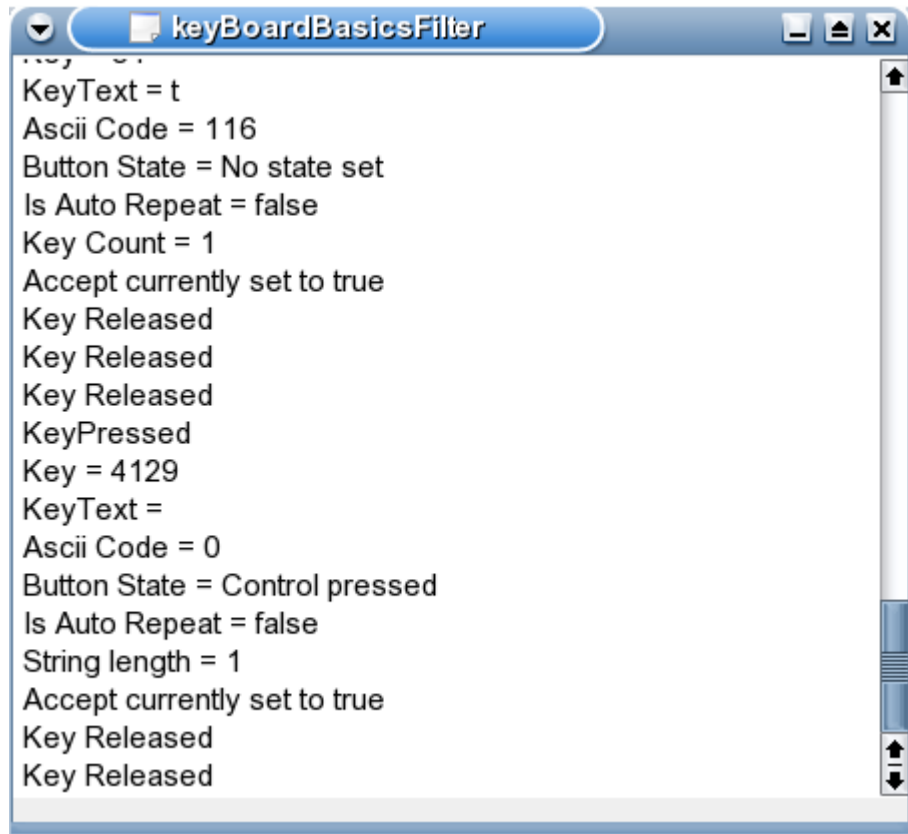 keyBoardBasicsFilter
KeyText = t
Ascii Code = 116
Button State = No state set
Is Auto Repeat = false
Key Count = 1
Accept currently set to true
Key Released
Key Released
Key Released
KeyPressed
Key = 4129
KeyText =
Ascii Code = 0
Button State = Control pressed
Is Auto Repeat = false
String length = 1
Accept currently set to true
Key Released
Key Released